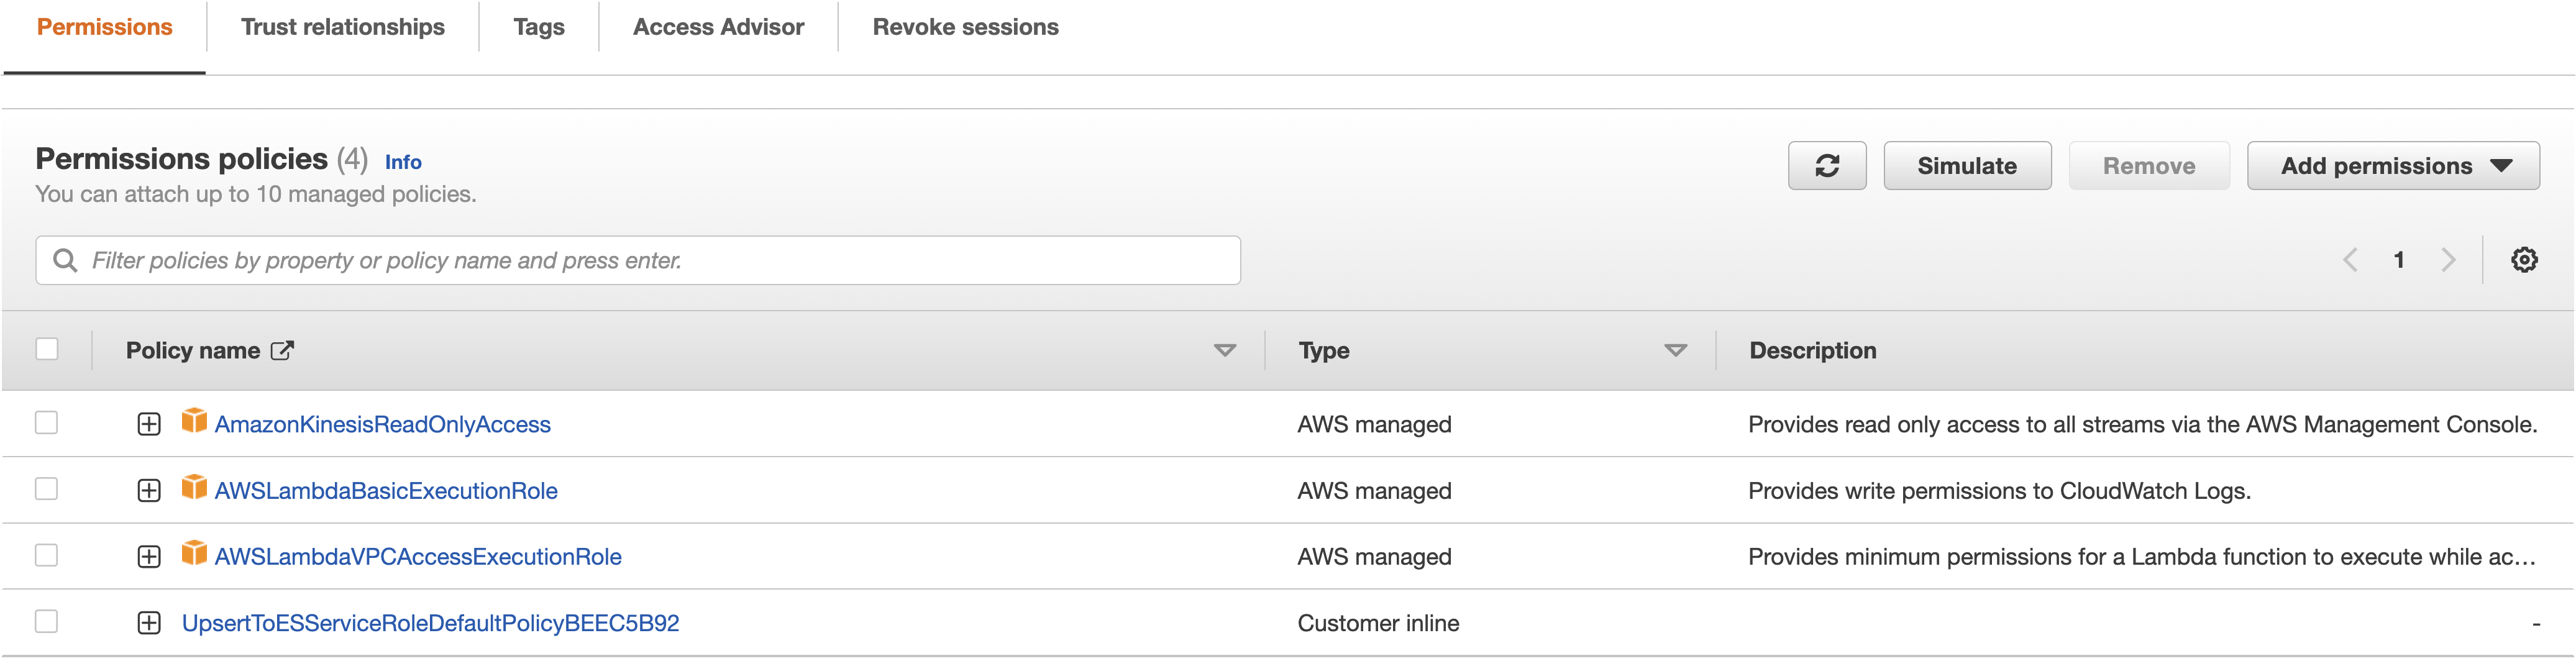 Permissions
Trust relationships
Tags
Access Advisor
Revoke sessions
Permissions policies (4) Info
You can attach up to 10 managed policies.
Simulate
Remove
Add permissions
Filter policies by property or policy name and press enter.
1
Policy name
Type
Description
AmazonKinesisReadOnlyAccess AWS managed Provides read only access to all streams via the AWS Management Console.
AWSLambdaBasicExecutionRole AWS managed Provides write permissions to CloudWatch Logs.
AWSLambdaVPCAccessExecutionRole AWS managed Provides minimum permissions for a Lambda function to execute while ac...
UpsertToESServiceRoleDefaultPolicyBEEC5B92 Customer inline -